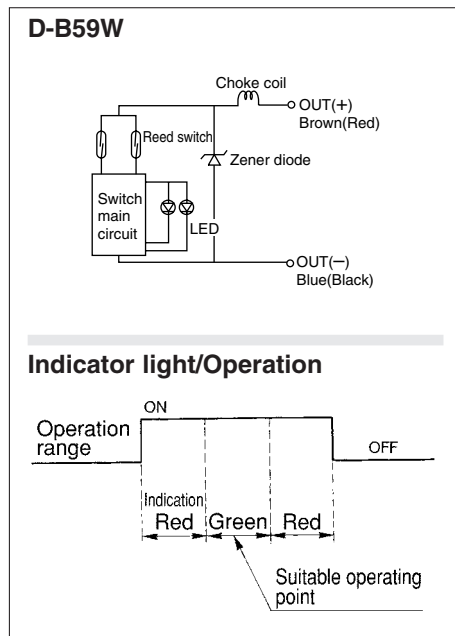 D-B59W
Choke coil
OUT(+)
Brown(Red)
Reed switch
Zener diode
Switch
main
circuit
LED
OUT(−)
Blue(Black)
Indicator light/Operation
ON
Operation
range
OFF
Indication
Red Green Red
Suitable operating
point